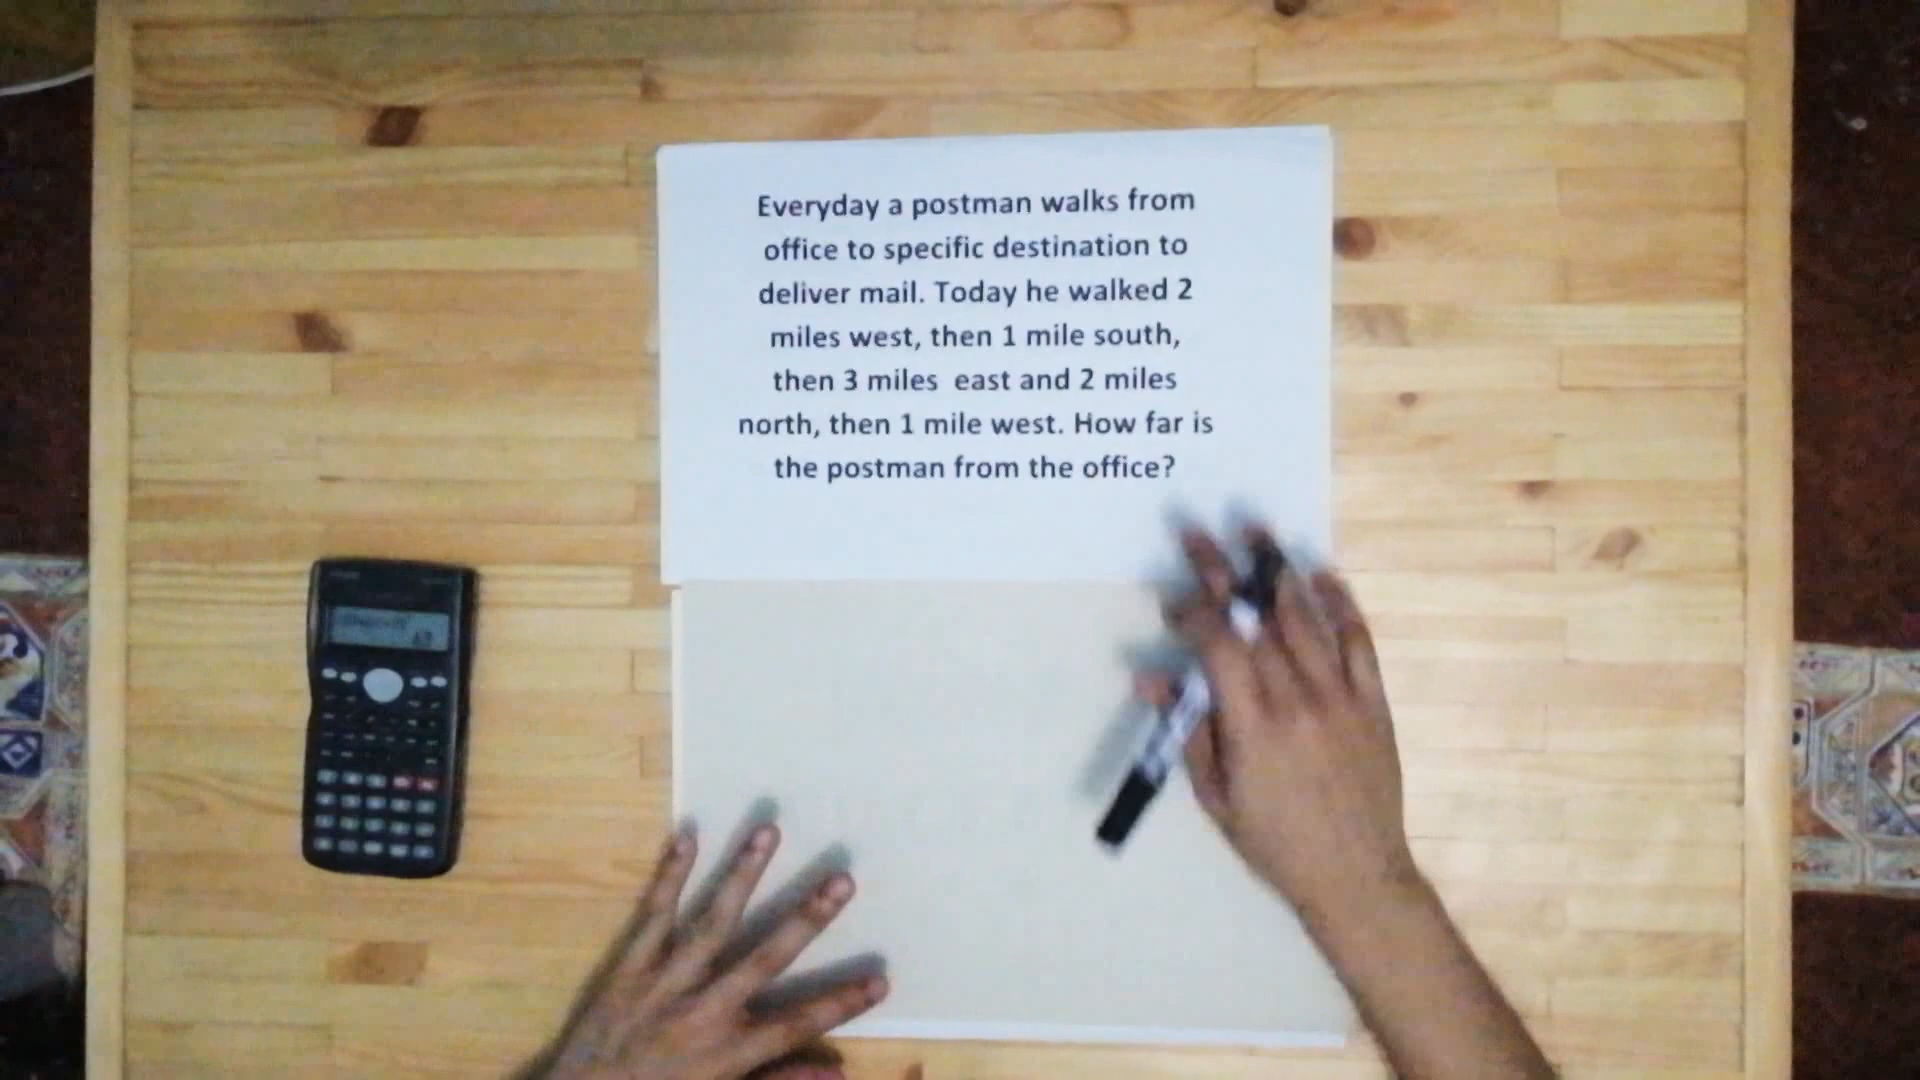 Everyday a postman walks from
office to specific destination to
deliver mail. Today he walked 2
miles west, then 1 mile south,
then 3 miles  east and 2 miles
north, then 1 mile west. How far is
the postman from the office?